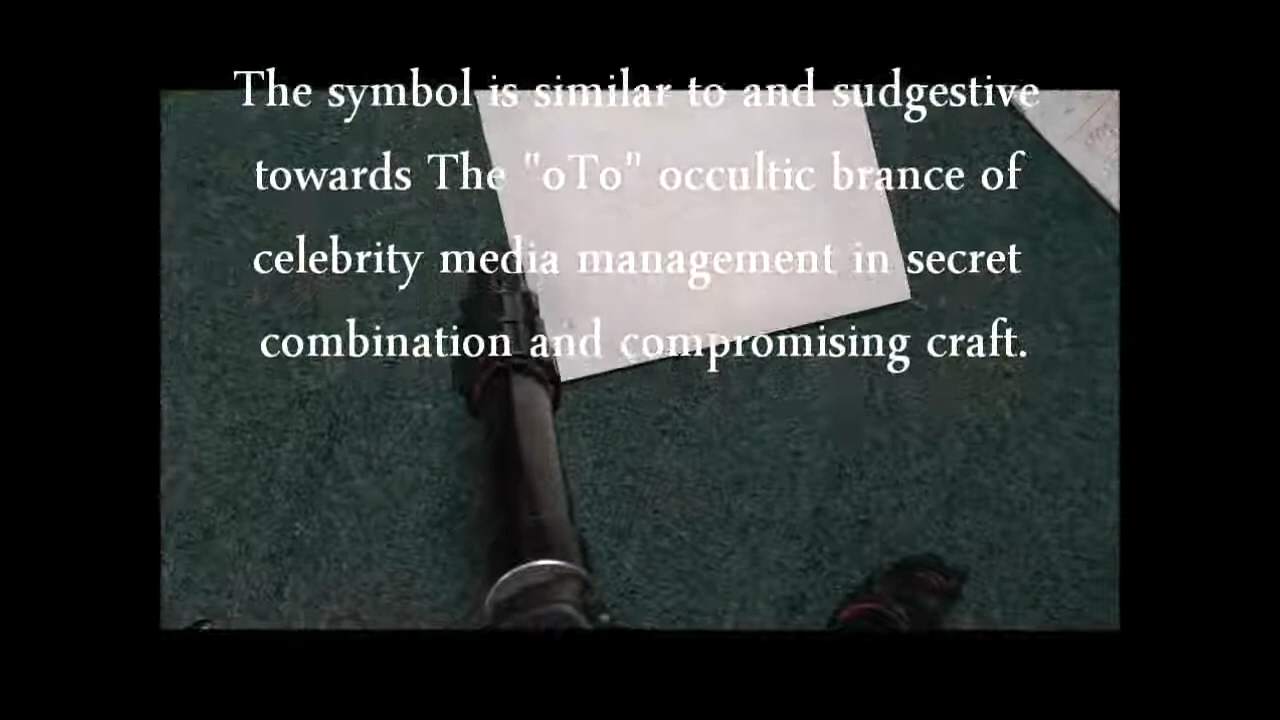 The symbol is similar to and sudgestive
towards The "oTo" occultic brance of
celebrity media management in secret
combination and compromising craft.